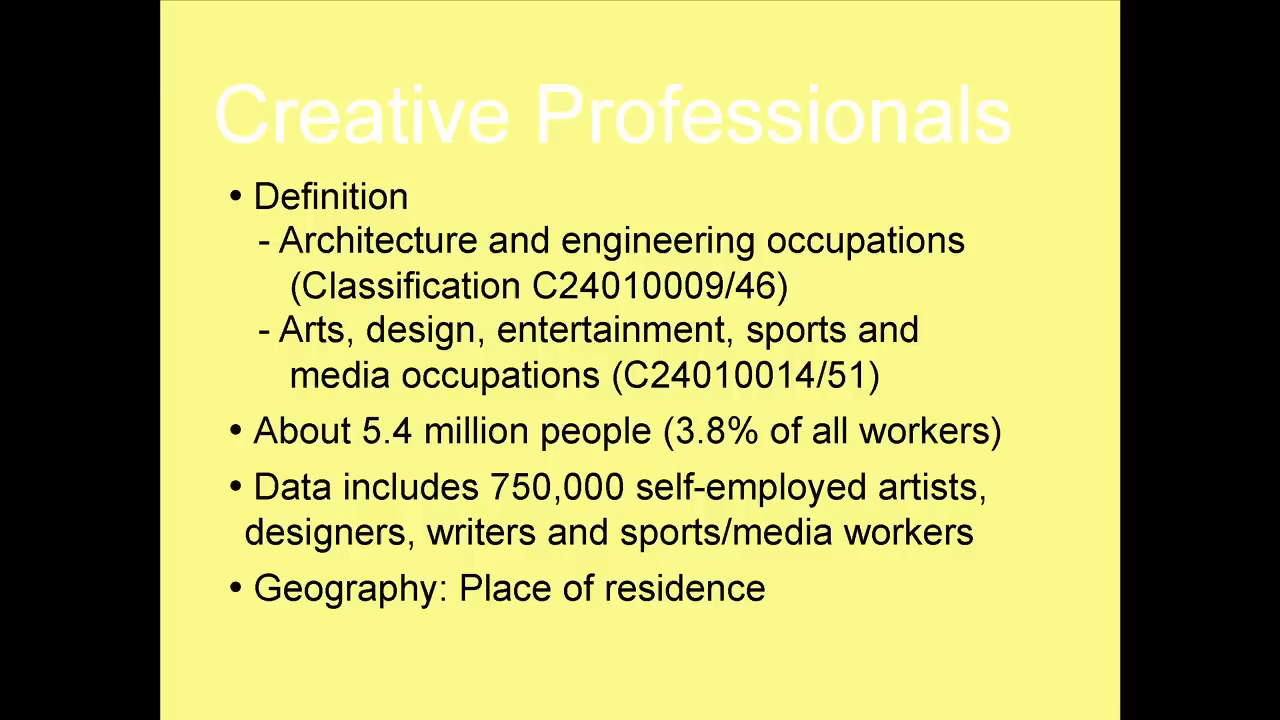 Creative Professionals
• Definition
- Architecture and engineering occupations
(Classification C24010009/46)
- Arts, design, entertainment, sports and
media occupations (C24010014/51)
• About 5.4 million people (3.8% of all workers)
• Data includes 750,000 self-employed artists,
designers, writers and sports/media workers
• Geography: Place of residence